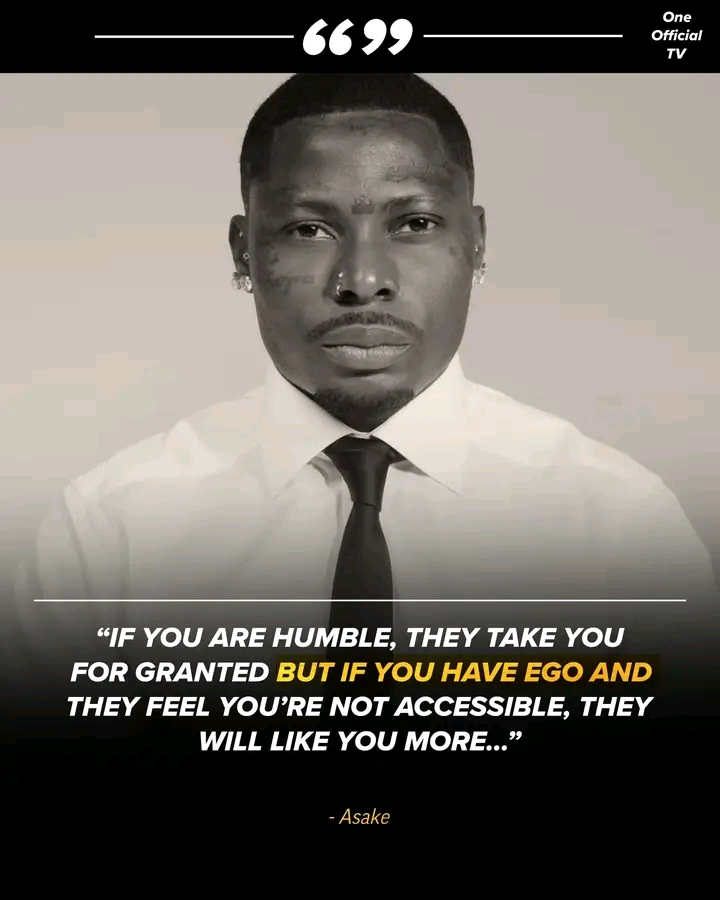 “ ”
One
Official
TV
“IF YOU ARE HUMBLE, THEY TAKE YOU
FOR GRANTED BUT IF YOU HAVE EGO AND
THEY FEEL YOU’RE NOT ACCESSIBLE, THEY
WILL LIKE YOU MORE...”
- Asake